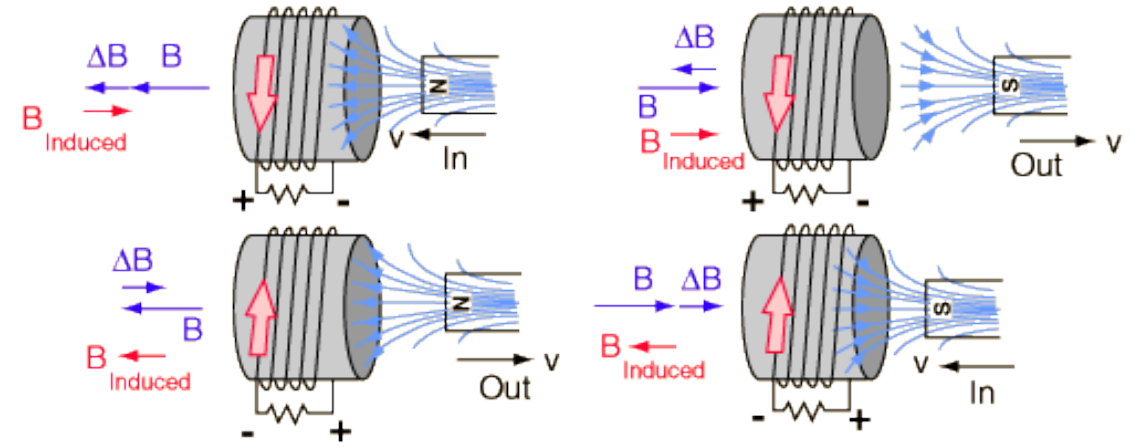 ΔB B
B
Induced
N
v
In
+ -
ΔB
B
B
Induced
S
v
Out
+ -
ΔB
B
B
Induced
N
v
Out
- +
B ΔB
B
Induced
S
v
In
- +